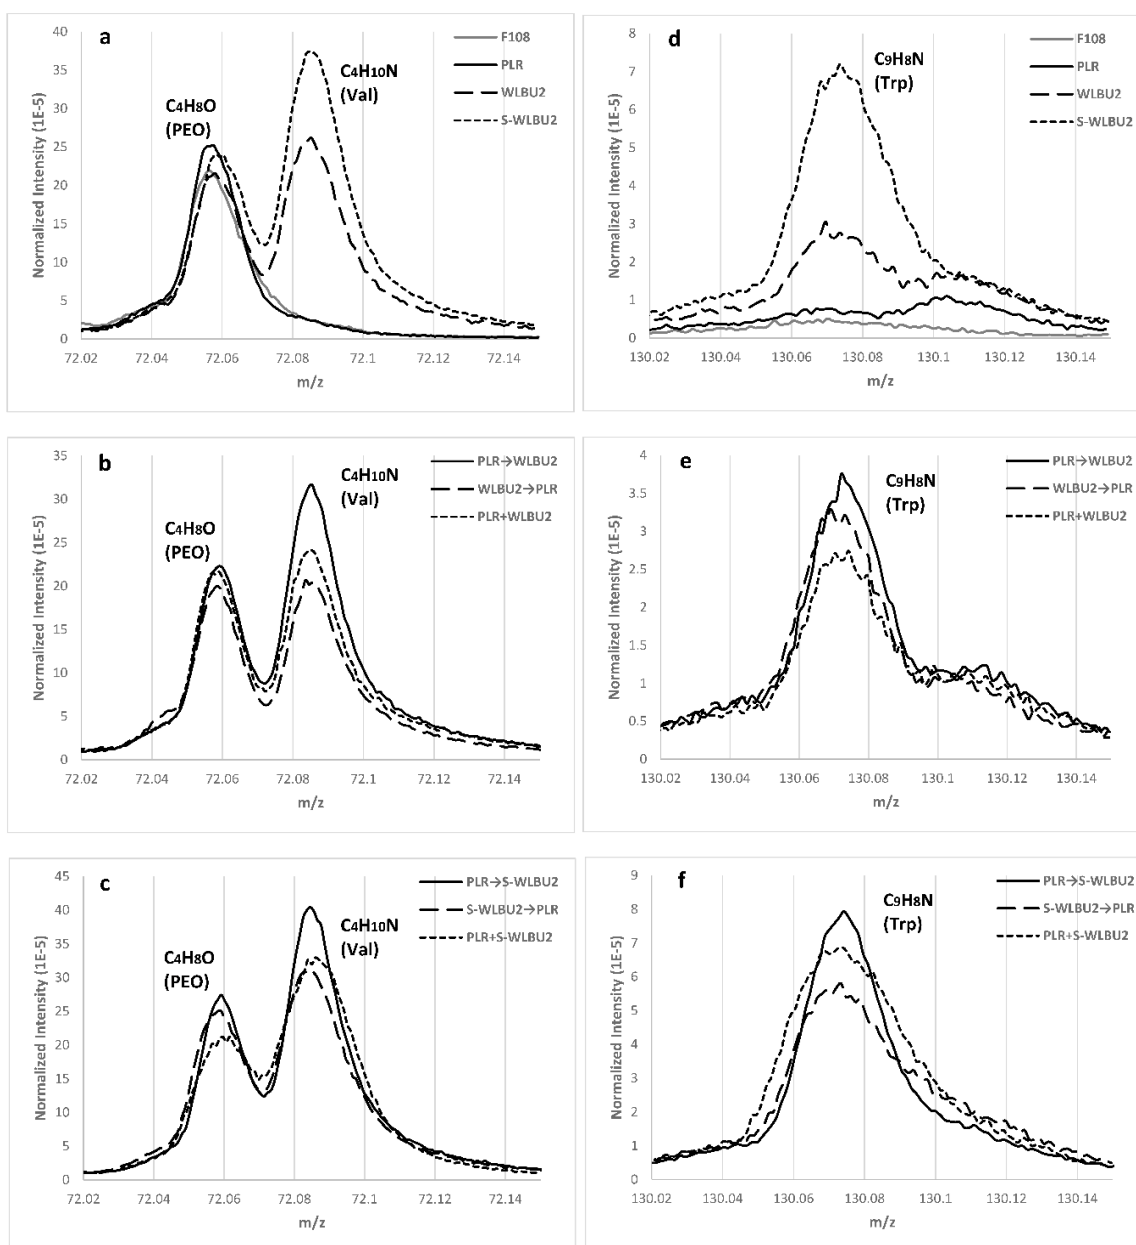 a
C4H10N
(Val)
C4H8O
(PEO)
F108
PLR
WLBU2
S-WLBU2
Normalized Intensity (1E-5)
40
35
30
25
20
15
10
5
0
72.02 72.04 72.06 72.08 72.1 72.12 72.14
m/z
d
C9H8N
(Trp)
F108
PLR
WLBU2
S-WLBU2
Normalized Intensity (1E-5)
8
7
6
5
4
3
2
1
0
130.02 130.04 130.06 130.08 130.1 130.12 130.14
m/z
b
C4H10N
(Val)
C4H8O
(PEO)
PLR→WLBU2
WLBU2→PLR
PLR+WLBU2
Normalized Intensity (1E-5)
35
30
25
20
15
10
5
0
72.02 72.04 72.06 72.08 72.1 72.12 72.14
m/z
e
C9H8N
(Trp)
PLR→WLBU2
WLBU2→PLR
PLR+WLBU2
Normalized Intensity (1E-5)
4
3.5
3
2.5
2
1.5
1
0.5
0
130.02 130.04 130.06 130.08 130.1 130.12 130.14
m/z
c
C4H10N
(Val)
C4H8O
(PEO)
PLR→S-WLBU2
S-WLBU2→PLR
PLR+S-WLBU2
Normalized Intensity (1E-5)
45
40
35
30
25
20
15
10
5
0
72.02 72.04 72.06 72.08 72.1 72.12 72.14
m/z
f
C9H8N
(Trp)
PLR→S-WLBU2
S-WLBU2→PLR
PLR+S-WLBU2
Normalized Intensity (1E-5)
9
8
7
6
5
4
3
2
1
0
130.02 130.04 130.06 130.08 130.1 130.12 130.14
m/z